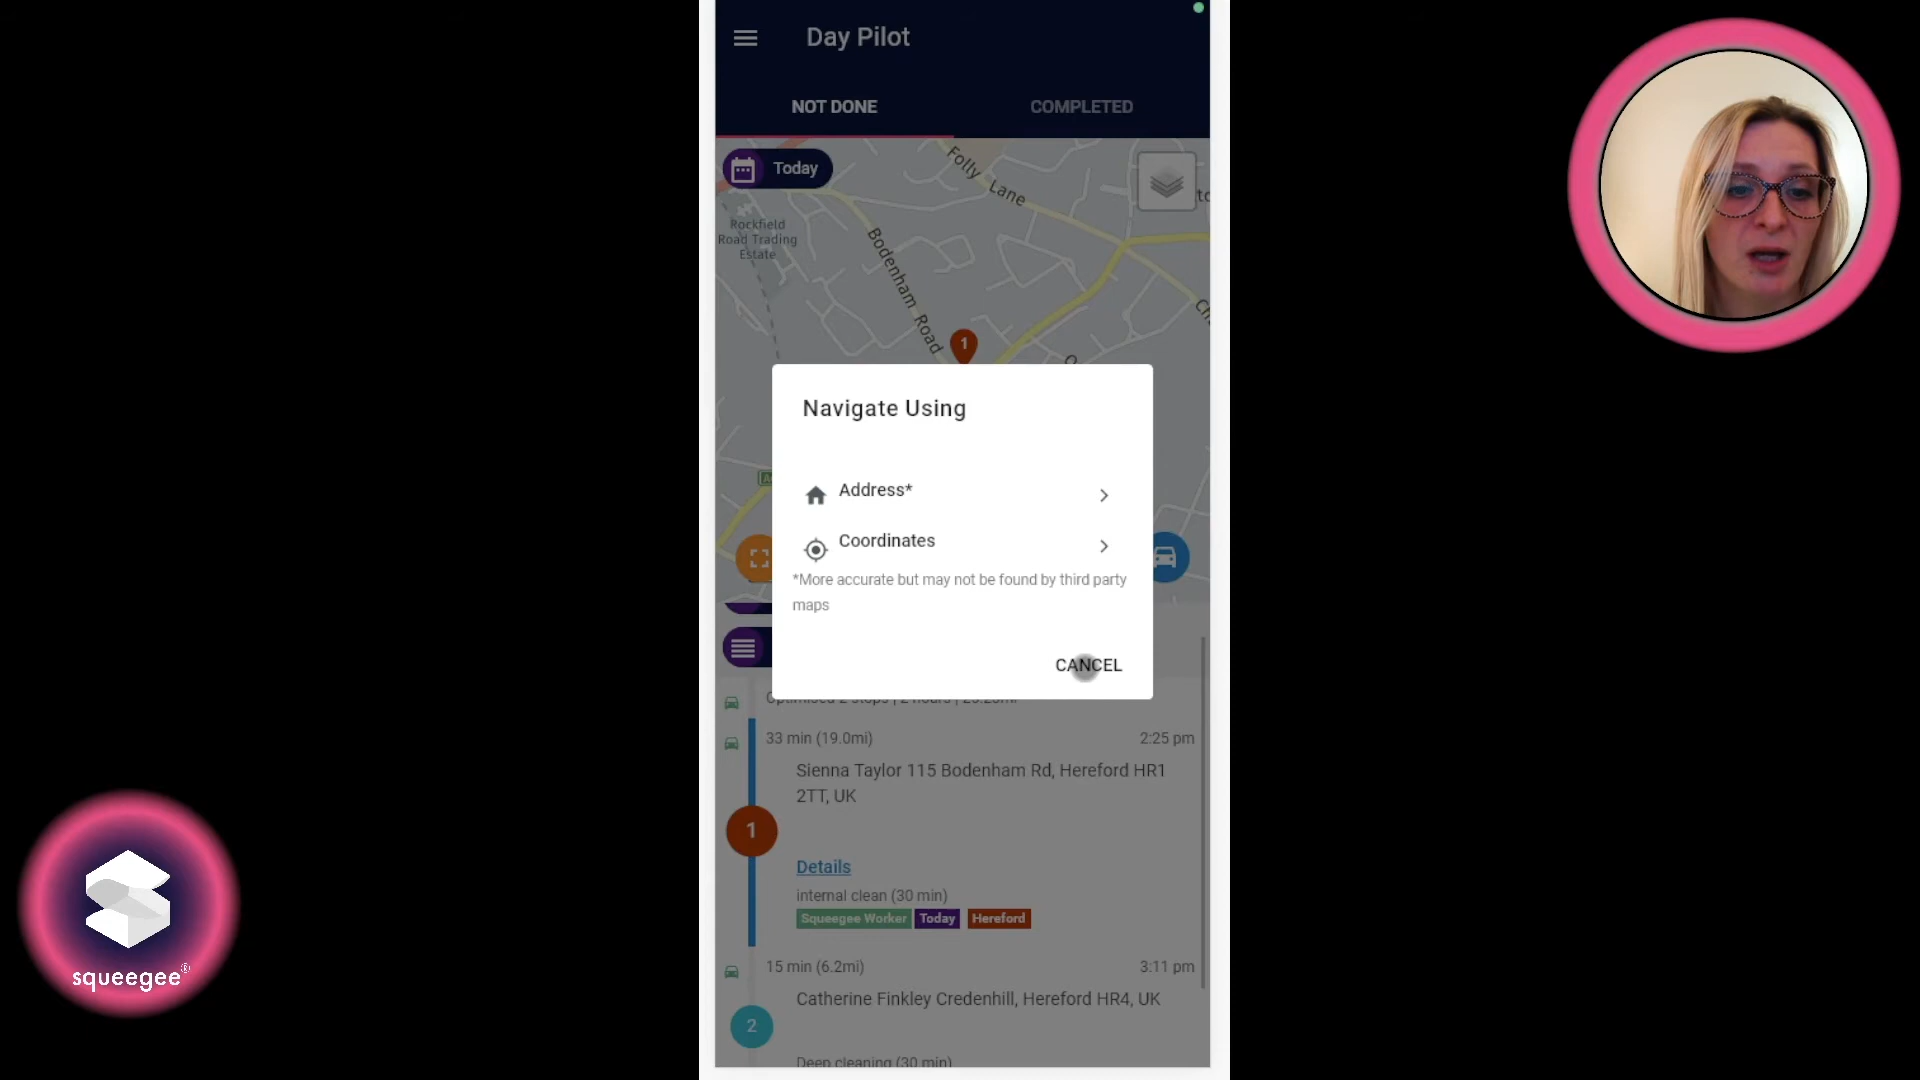 Day Pilot
NOT DONE
COMPLETED
Today
Folly Lane
Rockfield
Road Trading
Estate
Bodenham Road
1
Navigate Using
Address*
Coordinates
*More accurate but may not be found by third party
maps
CANCEL
33 min (19.0mi)
2:25 pm
Sienna Taylor 115 Bodenham Rd, Hereford HR1
2TT, UK
1
Details
internal clean (30 min)
Squeegee Worker Today Hereford
15 min (6.2mi)
3:11 pm
Catherine Finkley Credenhill, Hereford HR4, UK
2
Deep cleaning (30 min)
squeegee®